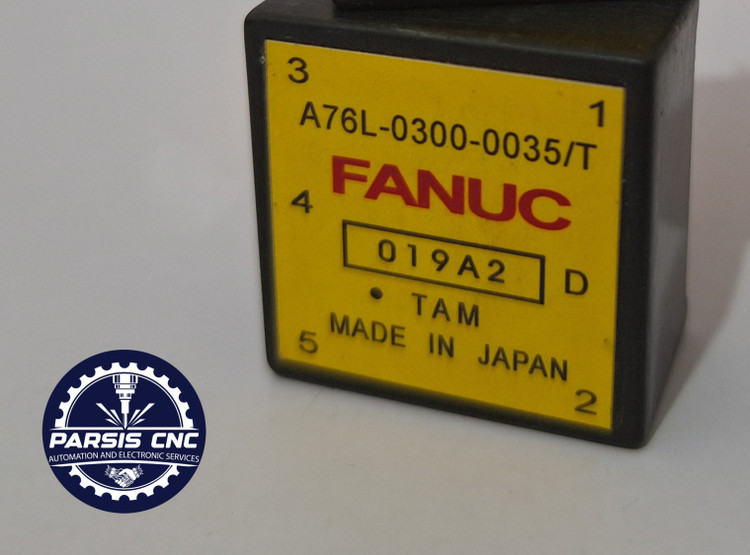 3
1
A76L-0300-0035/T
FANUC
4
019A2 D
• TAM
MADE IN JAPAN
5
2
PARSIS CNC
AUTOMATION AND ELECTRONIC SERVICES